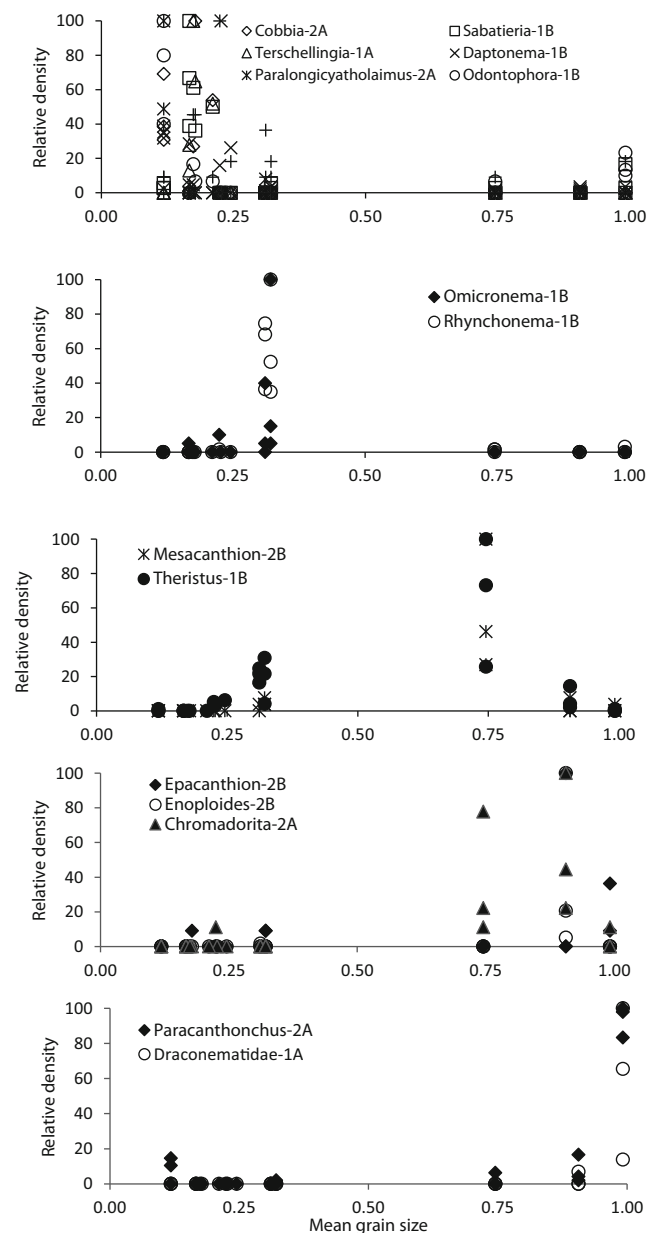 Cobbia-2A Sabatieria-1B
Terschellingia-1A Daptonema-1B
Paralongicyatholaimus-2A Odontophora-1B
Relative density
100
80
60
40
20
0
0.00 0.25 0.50 0.75 1.00
Omicronema-1B
Rhynchonema-1B
Relative density
100
80
60
40
20
0
0.00 0.25 0.50 0.75 1.00
Mesacanthion-2B
Theristus-1B
Relative density
100
80
60
40
20
0
0.00 0.25 0.50 0.75 1.00
Epacanthion-2B
Enoploides-2B
Chromadorita-2A
Relative density
100
80
60
40
20
0
0.00 0.25 0.50 0.75 1.00
Paracanthonchus-2A
Draconematidae-1A
Relative density
100
80
60
40
20
0
0.00 0.25 0.50 0.75 1.00
Mean grain size